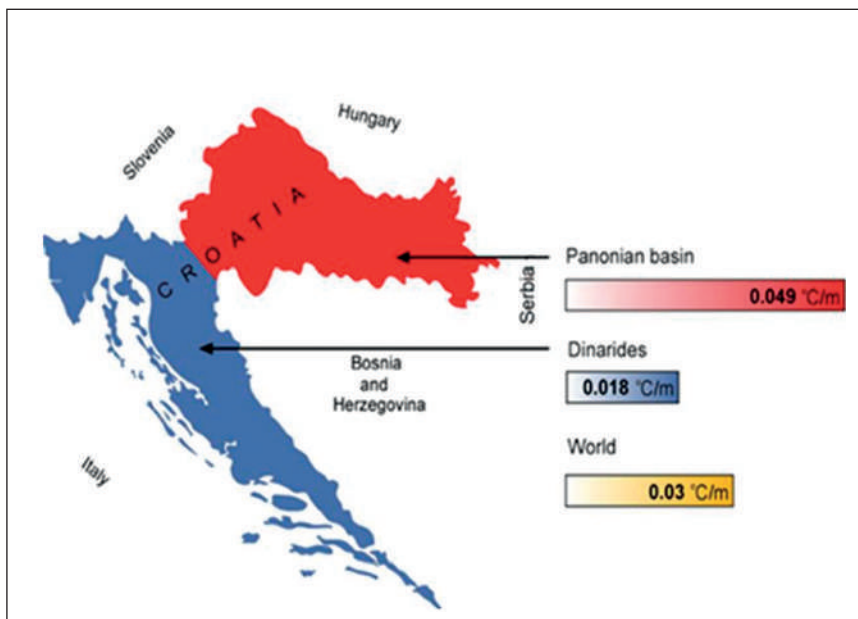 Hungary
Slovenia
CROATIA
Panonian basin
0.049 °C/m
Serbia
Dinarides
0.018 °C/m
Bosnia
and
Herzegovina
World
0.03 °C/m
Italy